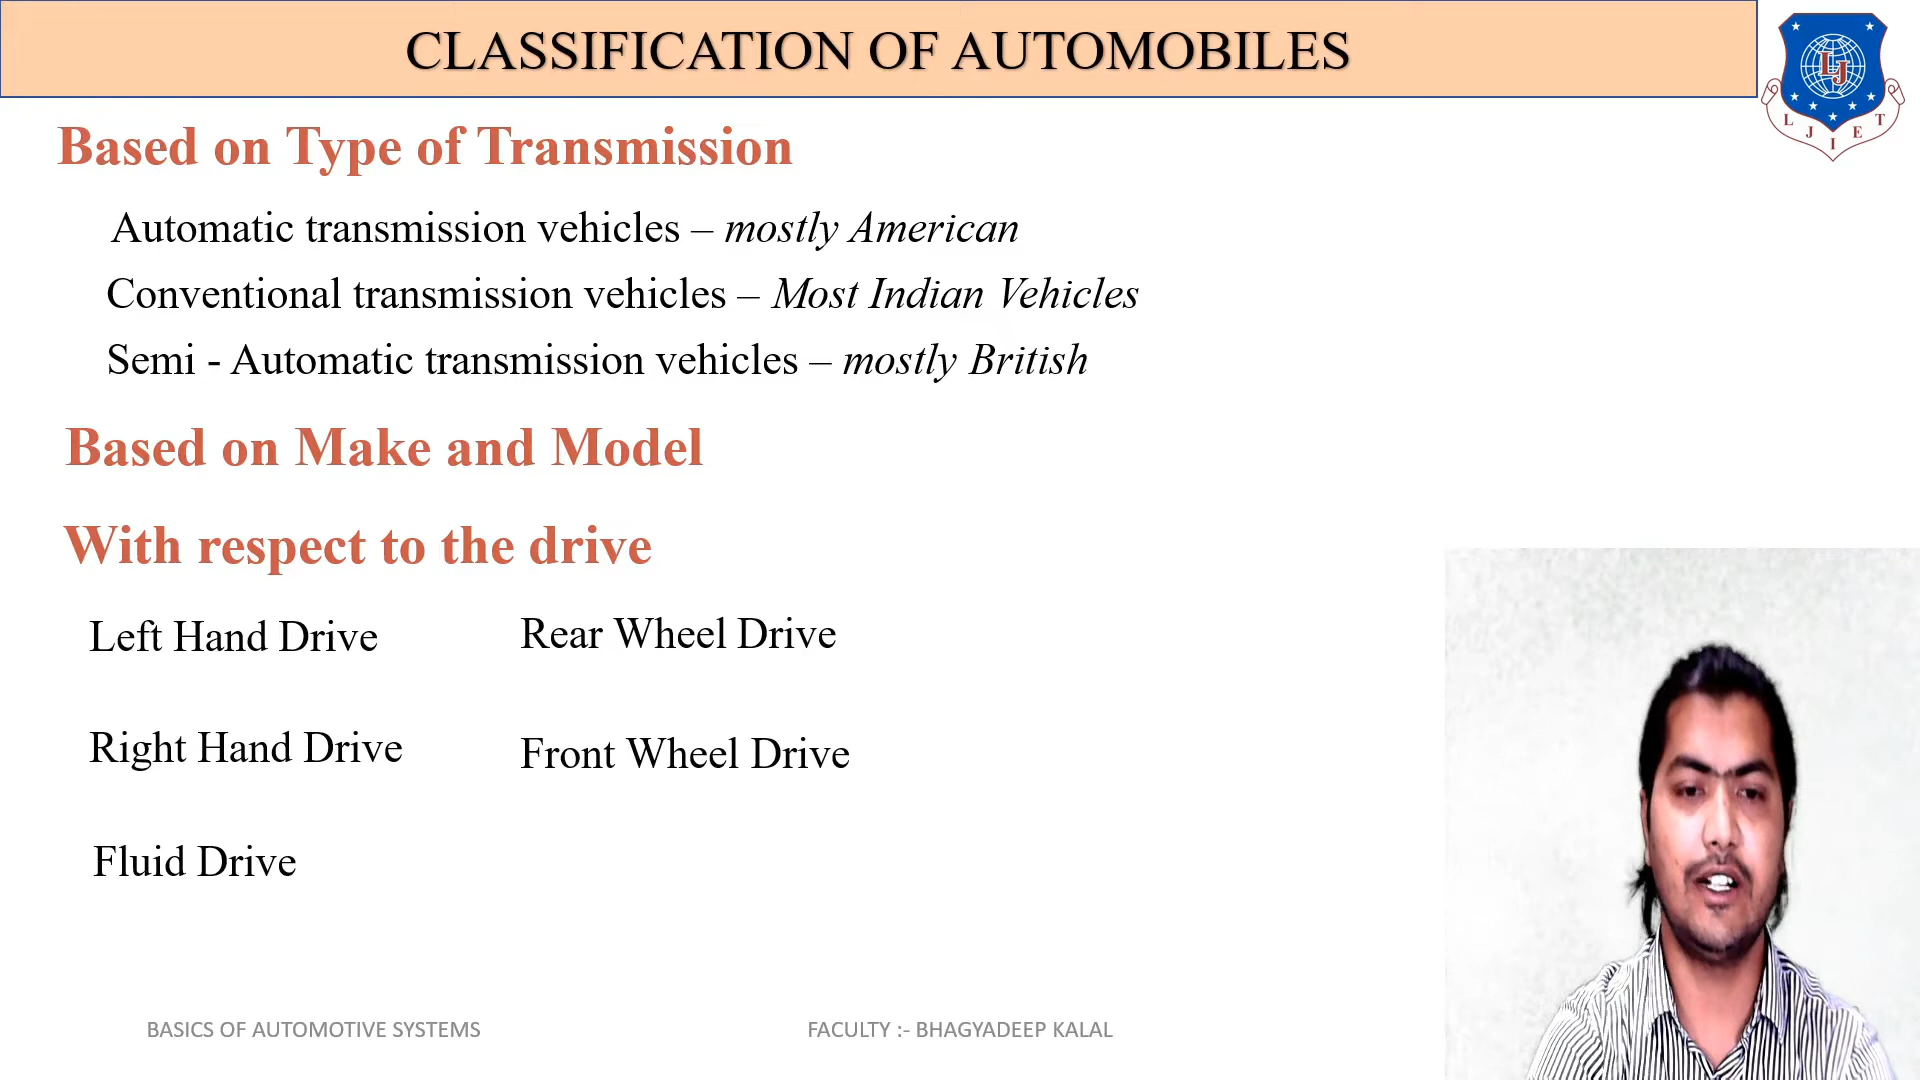 CLASSIFICATION OF AUTOMOBILES
LJ
L J I E T
Based on Type of Transmission
Automatic transmission vehicles – mostly American
Conventional transmission vehicles – Most Indian Vehicles
Semi - Automatic transmission vehicles – mostly British
Based on Make and Model
With respect to the drive
Left Hand Drive
Rear Wheel Drive
Right Hand Drive
Front Wheel Drive
Fluid Drive
BASICS OF AUTOMOTIVE SYSTEMS
FACULTY :- BHAGYADEEP KALAL